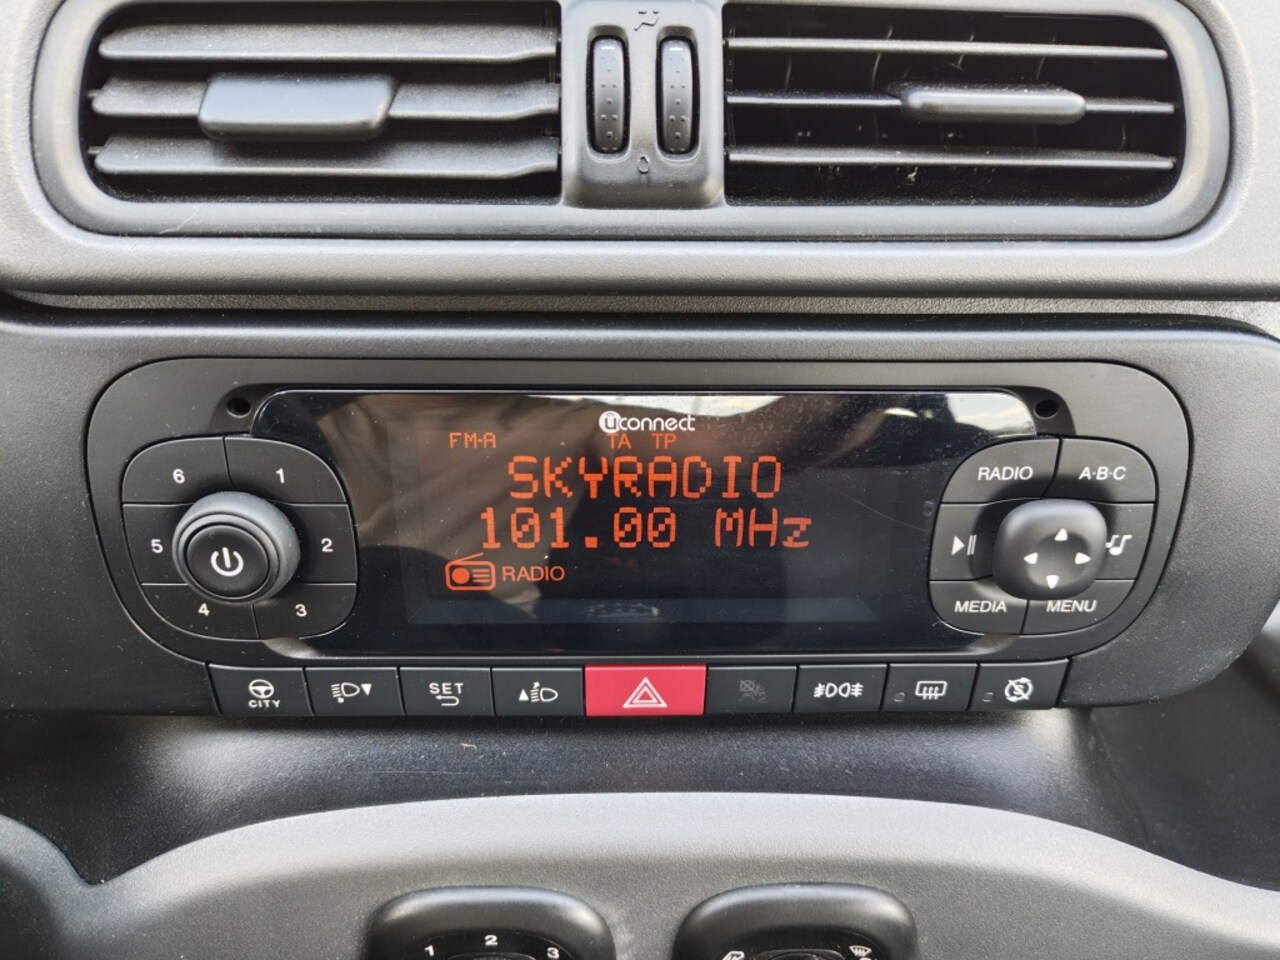 uconnect
FM-A TA TP
SKYRADIO
101.00 MHz
RADIO
6 1
5 2
4 3
RADIO A·B·C
MEDIA MENU
CITY
SET
1 2 3